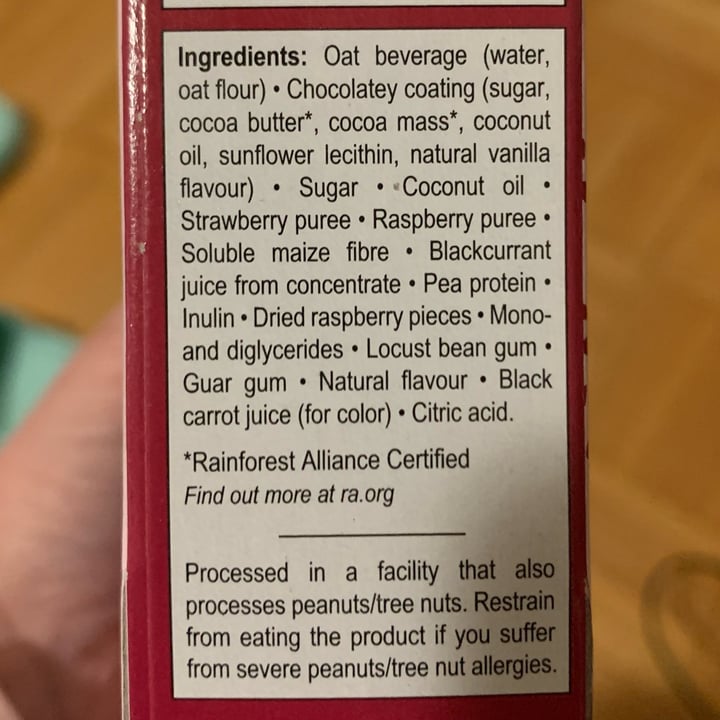 Ingredients: Oat beverage (water,
oat flour) • Chocolatey coating (sugar,
cocoa butter*, cocoa mass*, coconut
oil, sunflower lecithin, natural vanilla
flavour) • Sugar • Coconut oil •
Strawberry puree • Raspberry puree •
Soluble maize fibre • Blackcurrant
juice from concentrate • Pea protein •
Inulin • Dried raspberry pieces • Mono-
and diglycerides • Locust bean gum •
Guar gum • Natural flavour • Black
carrot juice (for color) • Citric acid.
*Rainforest Alliance Certified
Find out more at ra.org
Processed in a facility that also
processes peanuts/tree nuts. Restrain
from eating the product if you suffer
from severe peanuts/tree nut allergies.